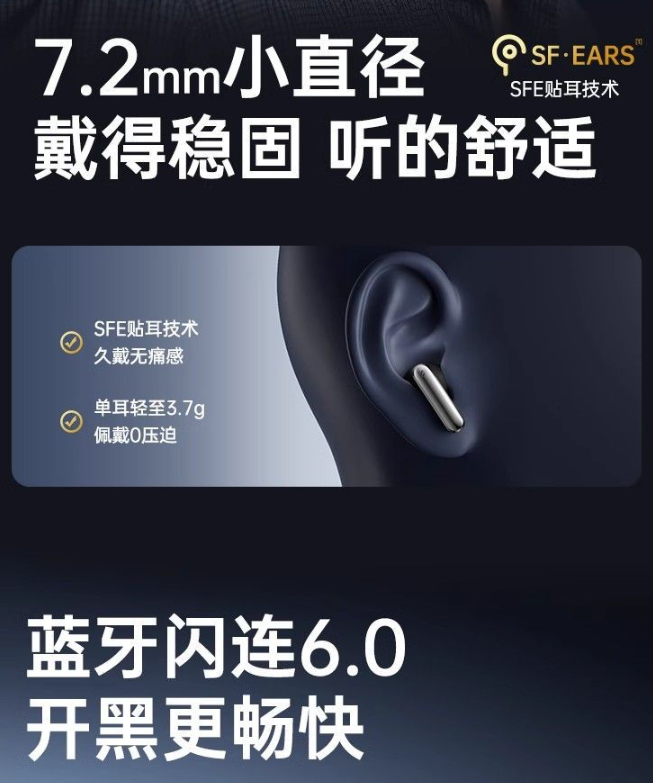 7.2mm小直径
SF·EARS
SFE贴耳技术
戴得稳固 听的舒适
SFE贴耳技术
久戴无痛感
单耳轻至3.7g
佩戴0压迫
蓝牙闪连6.0
开黑更畅快